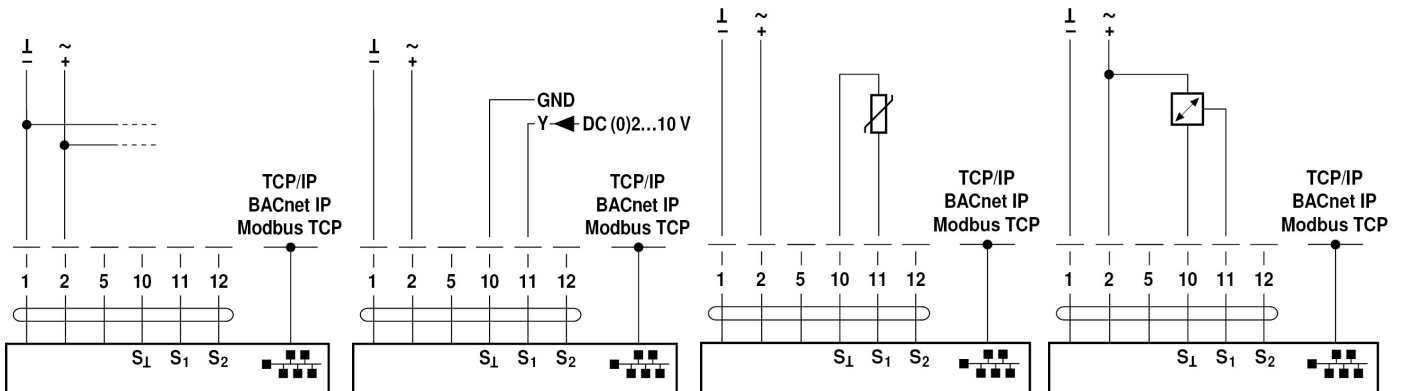 ⊥ ~
– +
TCP/IP
BACnet IP
Modbus TCP
1 2 5 10 11 12
S⊥ S1 S2
⊥ ~
– +
GND
Y DC (0)2...10 V
TCP/IP
BACnet IP
Modbus TCP
1 2 5 10 11 12
S⊥ S1 S2
⊥ ~
– +
TCP/IP
BACnet IP
Modbus TCP
1 2 5 10 11 12
S⊥ S1 S2
⊥ ~
– +
TCP/IP
BACnet IP
Modbus TCP
1 2 5 10 11 12
S⊥ S1 S2